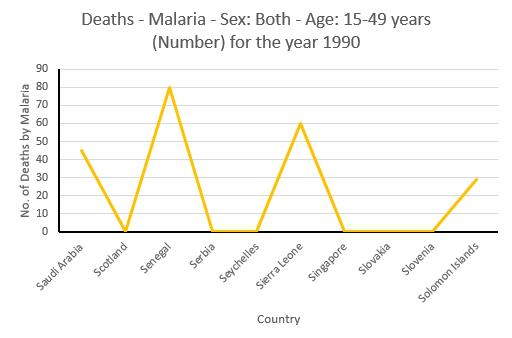 Deaths - Malaria - Sex: Both - Age: 15-49 years
(Number) for the year 1990
No. of Deaths by Malaria
90
80
70
60
50
40
30
20
10
0
Saudi Arabia
Scotland
Senegal
Serbia
Seychelles
Sierra Leone
Singapore
Slovakia
Slovenia
Solomon Islands
Country